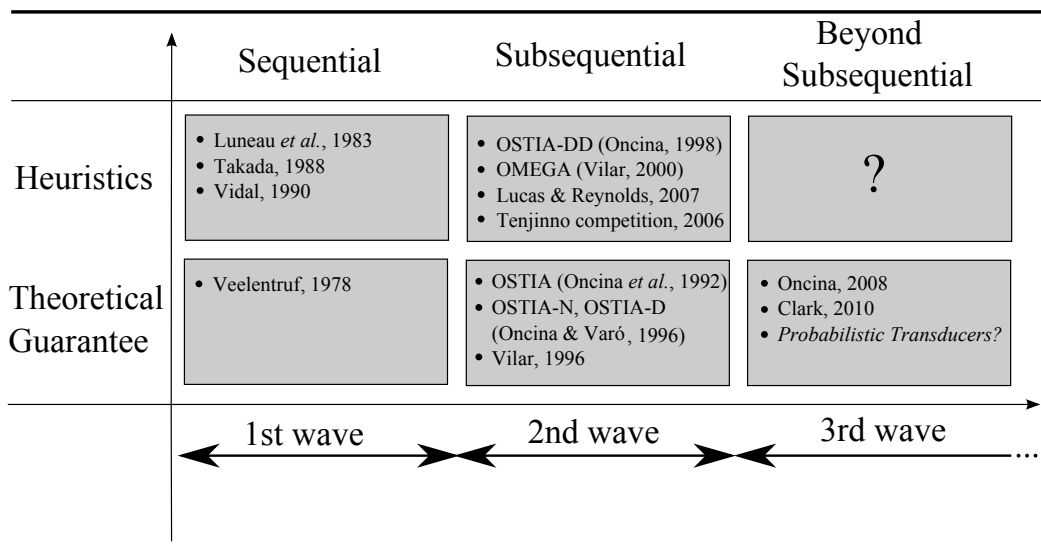 Sequential
Subsequential
Beyond
Subsequential
Heuristics
• Luneau et al., 1983
• Takada, 1988
• Vidal, 1990
• OSTIA-DD (Oncina, 1998)
• OMEGA (Vilar, 2000)
• Lucas & Reynolds, 2007
• Tenjinno competition, 2006
?
Theoretical
Guarantee
• Veelentruf, 1978
• OSTIA (Oncina et al., 1992)
• OSTIA-N, OSTIA-D
(Oncina & Varó, 1996)
• Vilar, 1996
• Oncina, 2008
• Clark, 2010
• Probabilistic Transducers?
1st wave
2nd wave
3rd wave
...